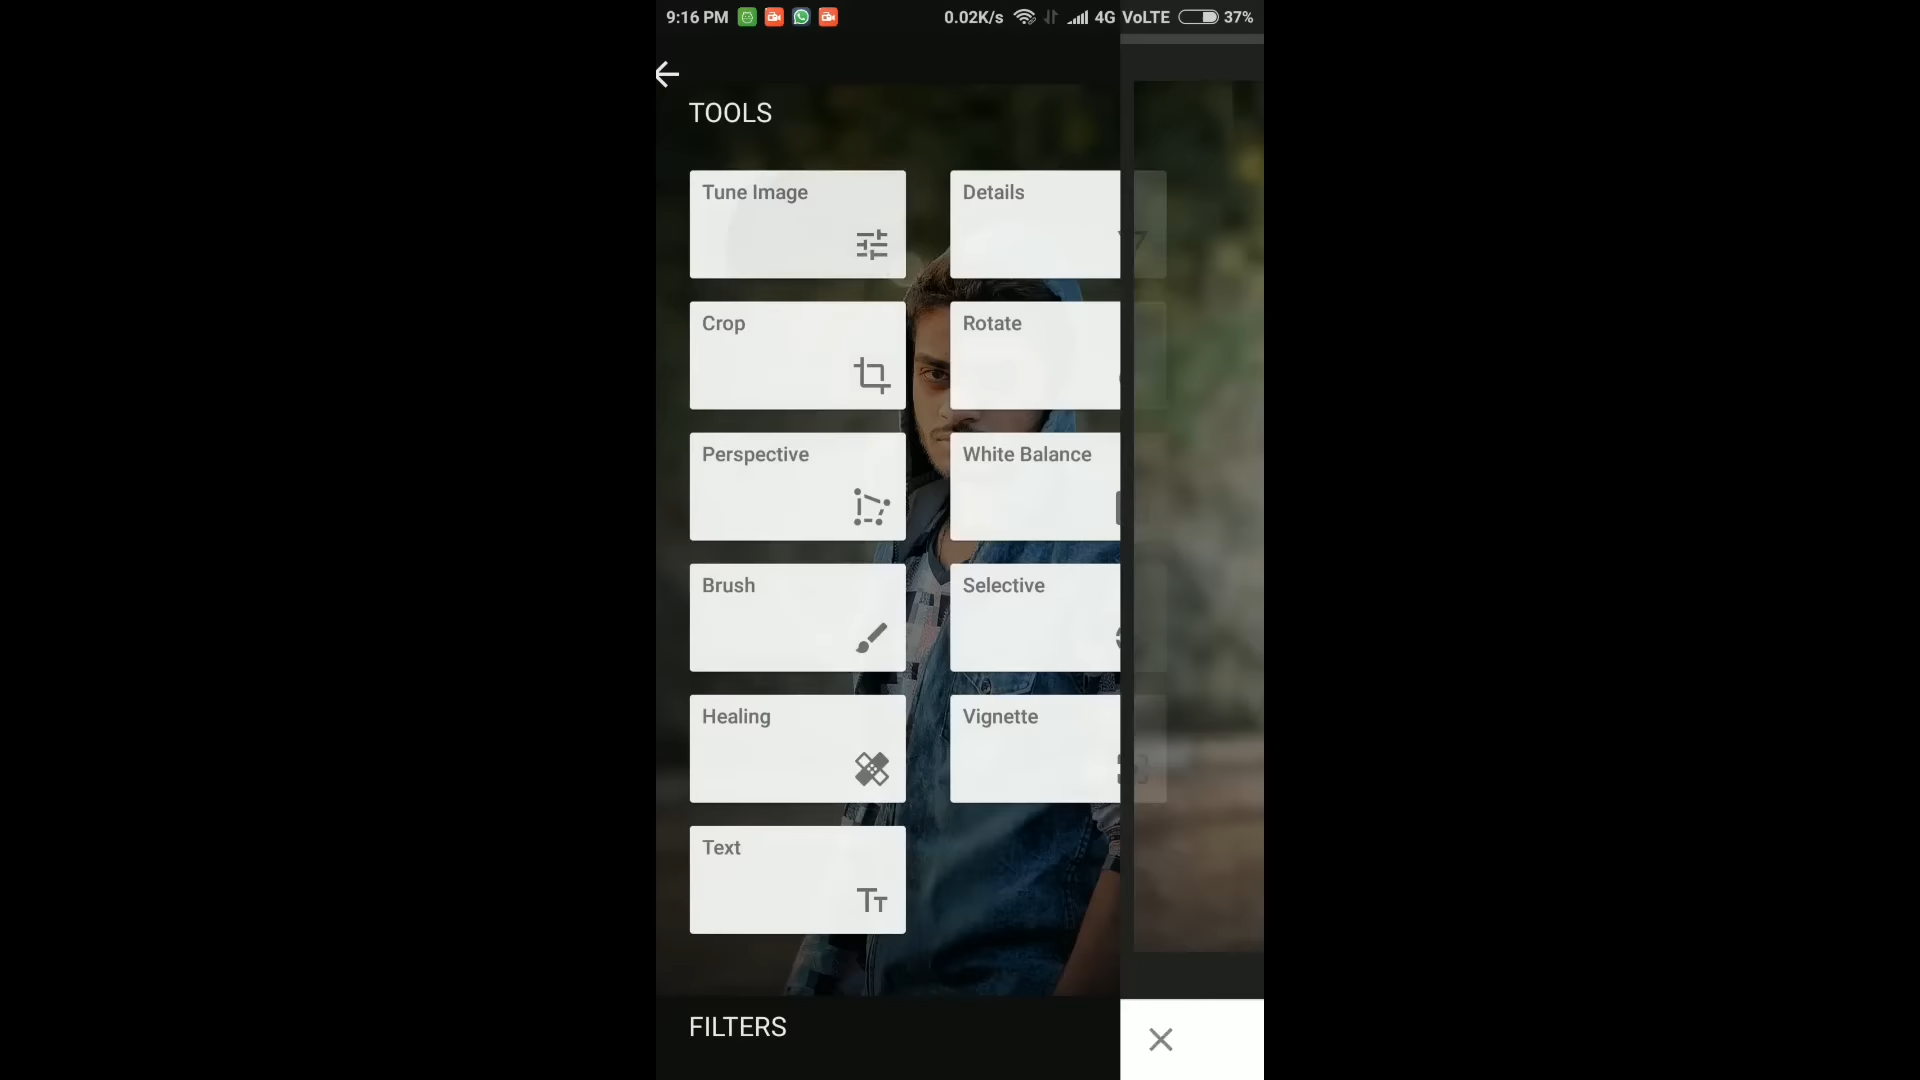 9:16 PM 0.02K/s 4G VoLTE 37%
TOOLS
Tune Image
Details
Crop
Rotate
Perspective
White Balance
Brush
Selective
Healing
Vignette
Text
FILTERS